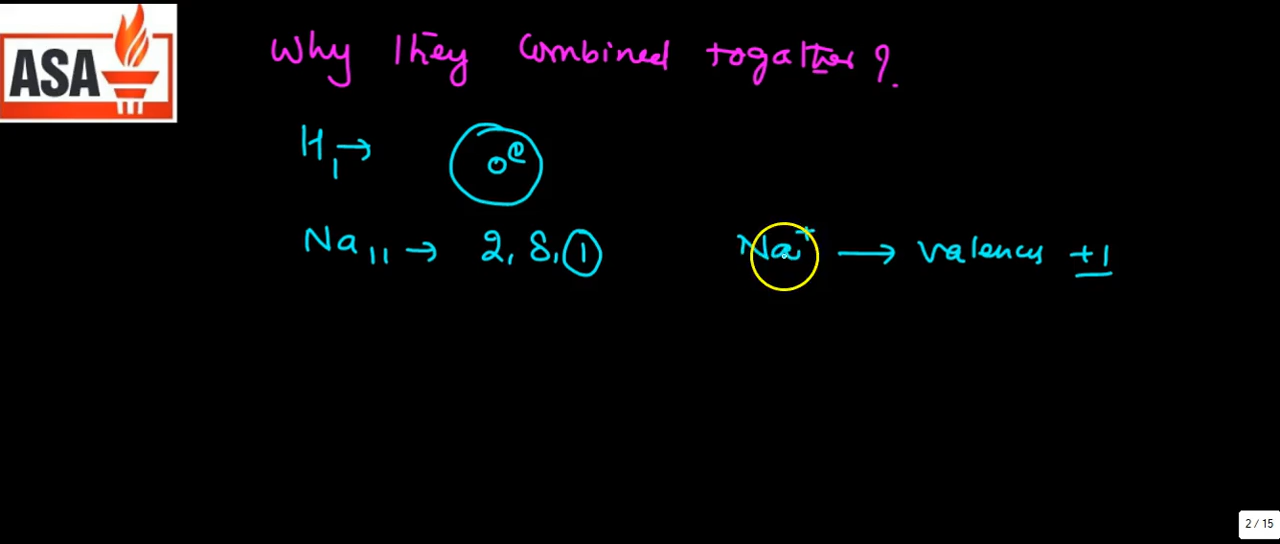 ASA
Why they combined togather ?
H1 → e
Na11 → 2, 8, 1 Na+ → valency +1
2 / 15